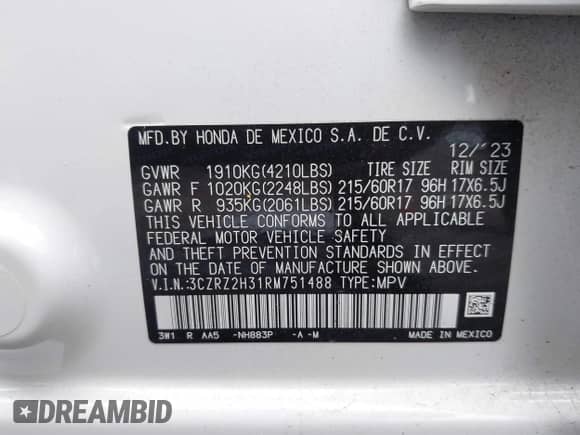 MFD.BY HONDA DE MEXICO S.A. DE C.V.
12/'23
GVWR 1910KG(4210LBS) TIRE SIZE RIM SIZE
GAWR F 1020KG(2248LBS) 215/60R17 96H 17X6.5J
GAWR R 935KG(2061LBS) 215/60R17 96H 17X6.5J
THIS VEHICLE CONFORMS TO ALL APPLICABLE
FEDERAL MOTOR VEHICLE SAFETY
AND THEFT PREVENTION STANDARDS IN EFFECT
ON THE DATE OF MANUFACTURE SHOWN ABOVE.
V.I.N.:3CZRZ2H31RM751488 TYPE:MPV
3W1 R AA5 -NH883P -A -M MADE IN MEXICO
DREAMBID